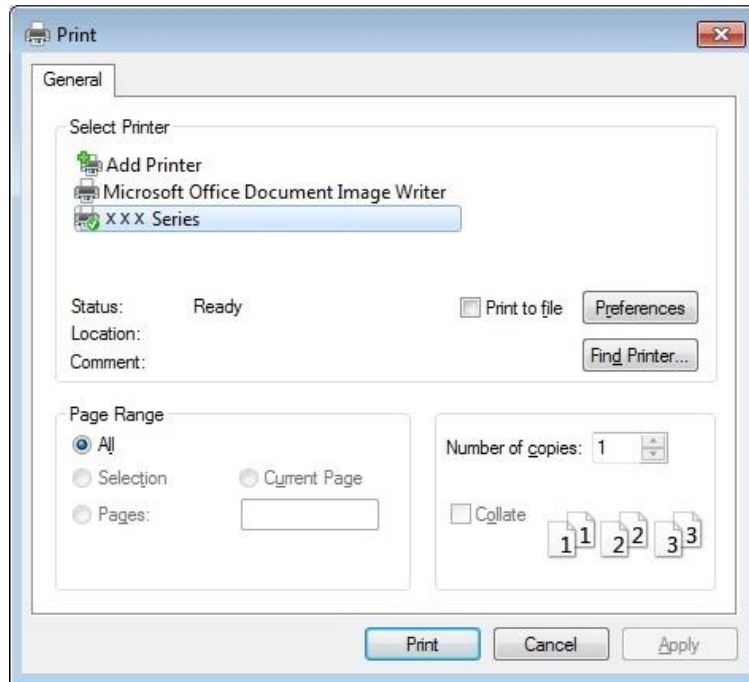 Print
General
Select Printer
Add Printer
Microsoft Office Document Image Writer
X X X Series
Status: Ready
Print to file
Preferences
Location:
Comment:
Find Printer...
Page Range
All
Selection
Current Page
Pages:
Number of copies: 1
Collate
1 1 2 2 3 3
Print
Cancel
Apply